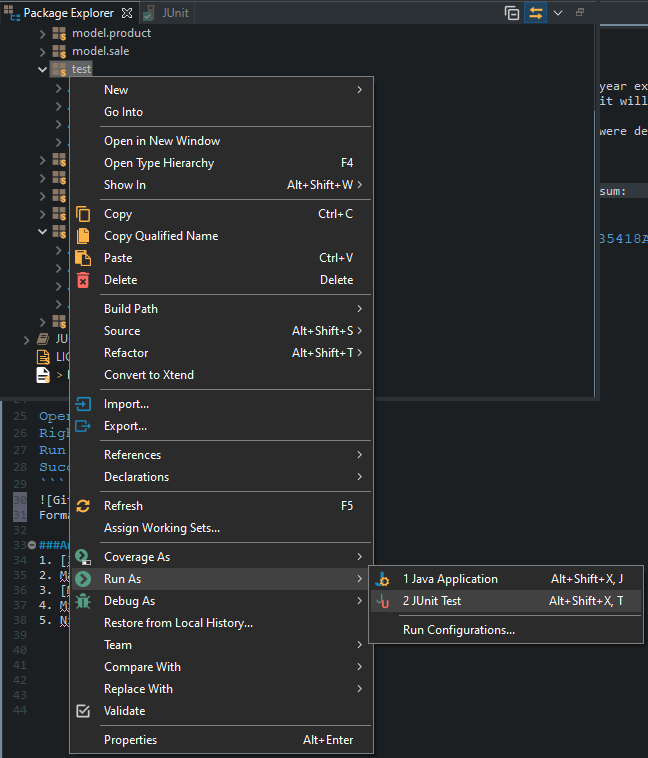 Package Explorer
JUnit
model.product
model.sale
test
New
Go Into
Open in New Window
Open Type Hierarchy F4
Show In Alt+Shift+W
Copy Ctrl+C
Copy Qualified Name
Paste Ctrl+V
Delete Delete
Build Path
Source Alt+Shift+S
Refactor Alt+Shift+T
Convert to Xtend
Import...
Export...
References
Declarations
Refresh F5
Assign Working Sets...
Coverage As
Run As
Debug As
Restore from Local History...
Team
Compare With
Replace With
Validate
Properties Alt+Enter
1 Java Application Alt+Shift+X, J
2 JUnit Test Alt+Shift+X, T
Run Configurations...
year ex
it will
were de
sum:
35418A
JU
LIC
>
24
25 Oper
26 Righ
27 Run
28 Succ
29 ```
30 ![Git
31 Forma
32
33 ###A
34 1. [
35 2. M
36 3. [
37 4. M
38 5. N
39
40
41
42
43
44